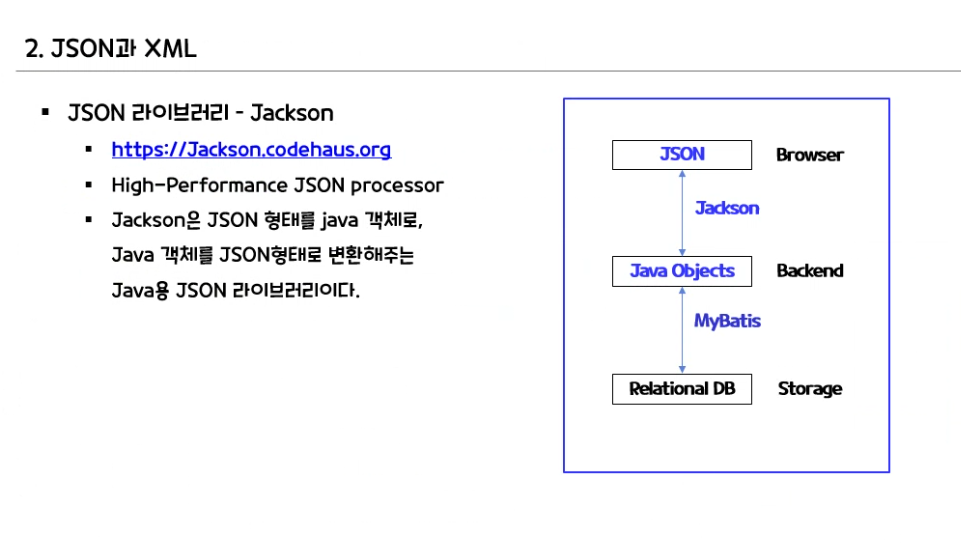 2. JSON과 XML
▪ JSON 라이브러리 - Jackson
▪ https://Jackson.codehaus.org
▪ High-Performance JSON processor
▪ Jackson은 JSON 형태를 java 객체로,
Java 객체를 JSON형태로 변환해주는
Java용 JSON 라이브러리이다.
JSON Browser
Jackson
Java Objects Backend
MyBatis
Relational DB Storage